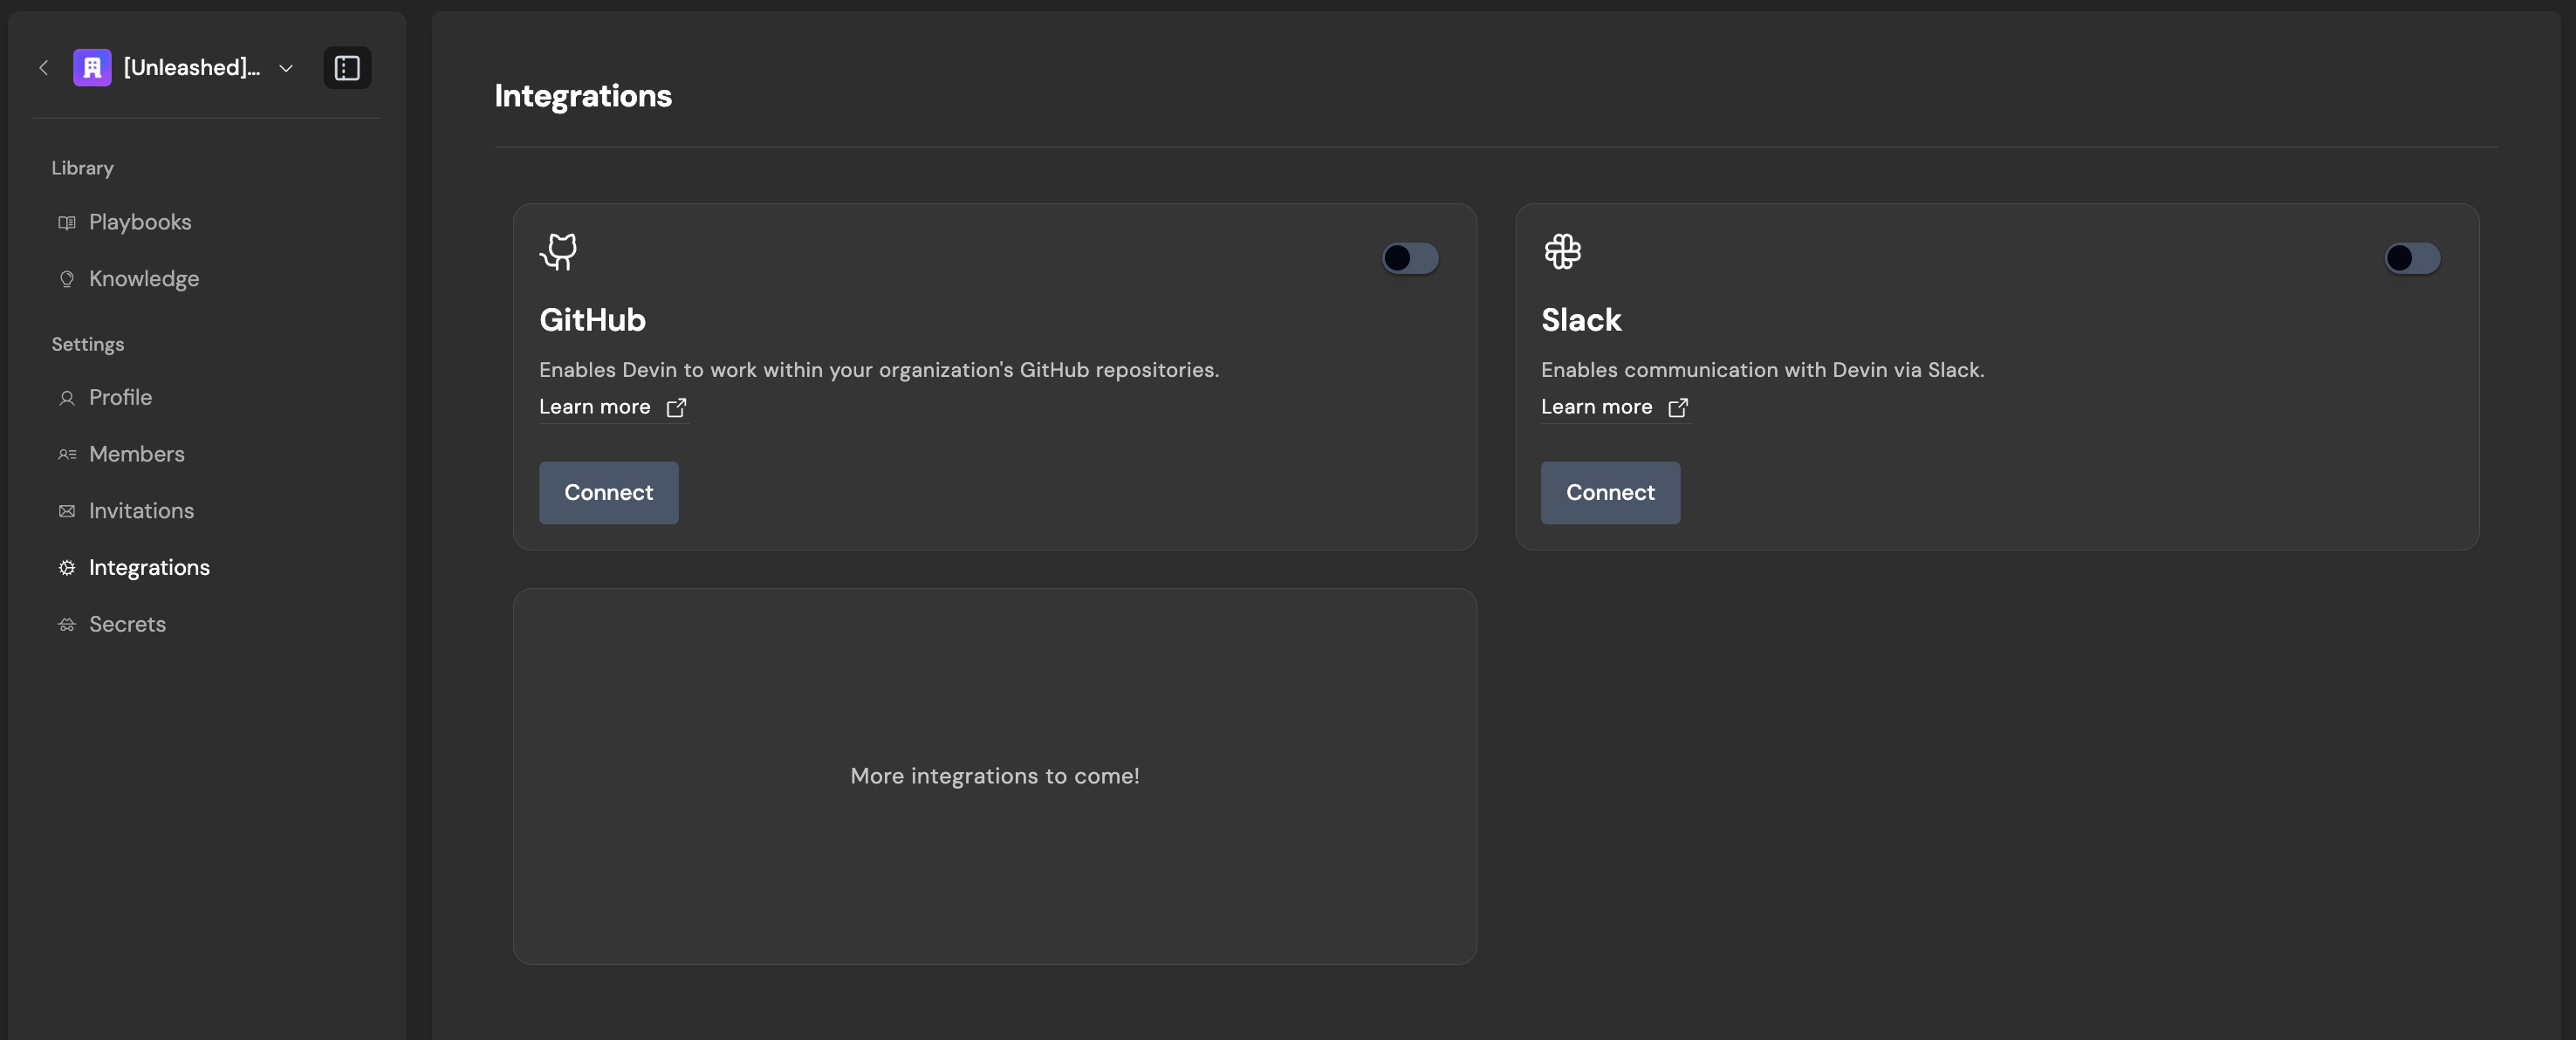 [Unleashed]...
Library
Playbooks
Knowledge
Settings
Profile
Members
Invitations
Integrations
Secrets
Integrations
GitHub
Enables Devin to work within your organization's GitHub repositories.
Learn more
Connect
Slack
Enables communication with Devin via Slack.
Learn more
Connect
More integrations to come!